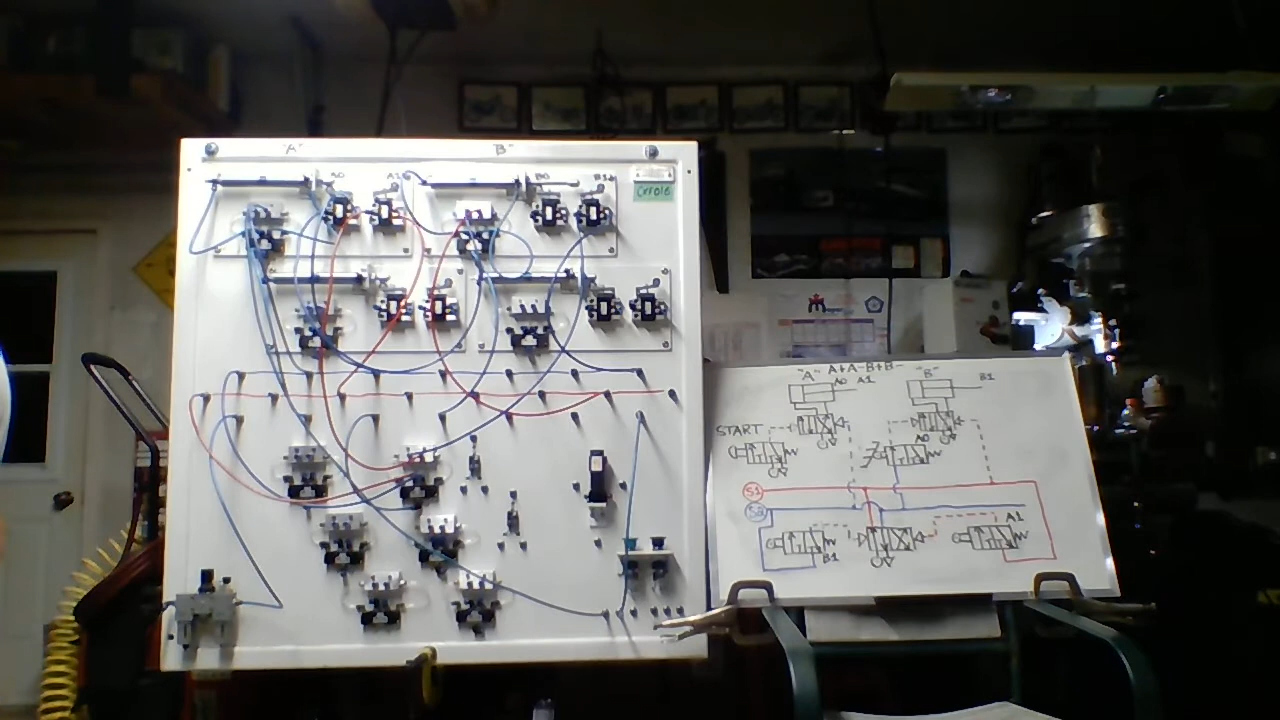 "A"
"B"
A0
A1
B0
B1
A+A-B+B-
"A"
"B"
A0
A1
B1
START
A0
S1
S2
A1
B1